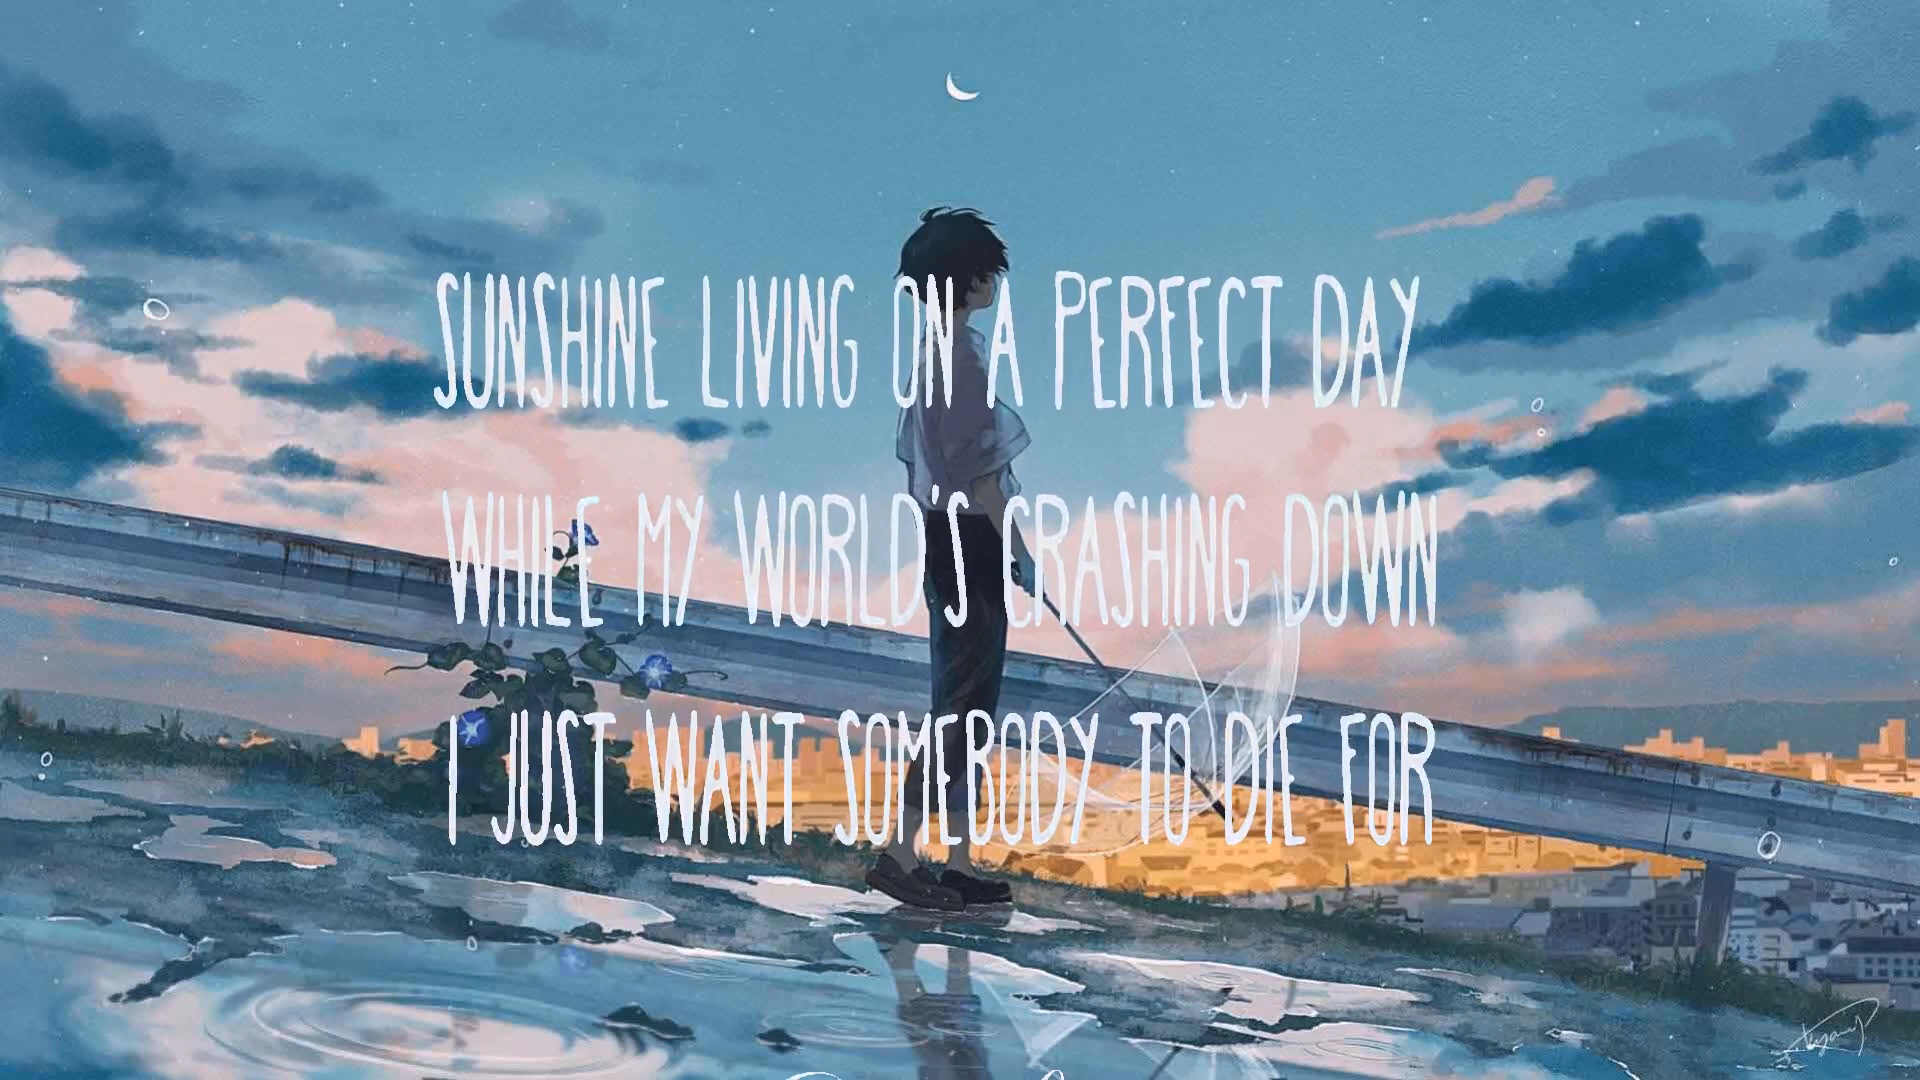 SUNSHINE LIVING ON A PERFECT DAY
WHILE MY WORLD'S CRASHING DOWN
I JUST WANT SOMEBODY TO DIE FOR